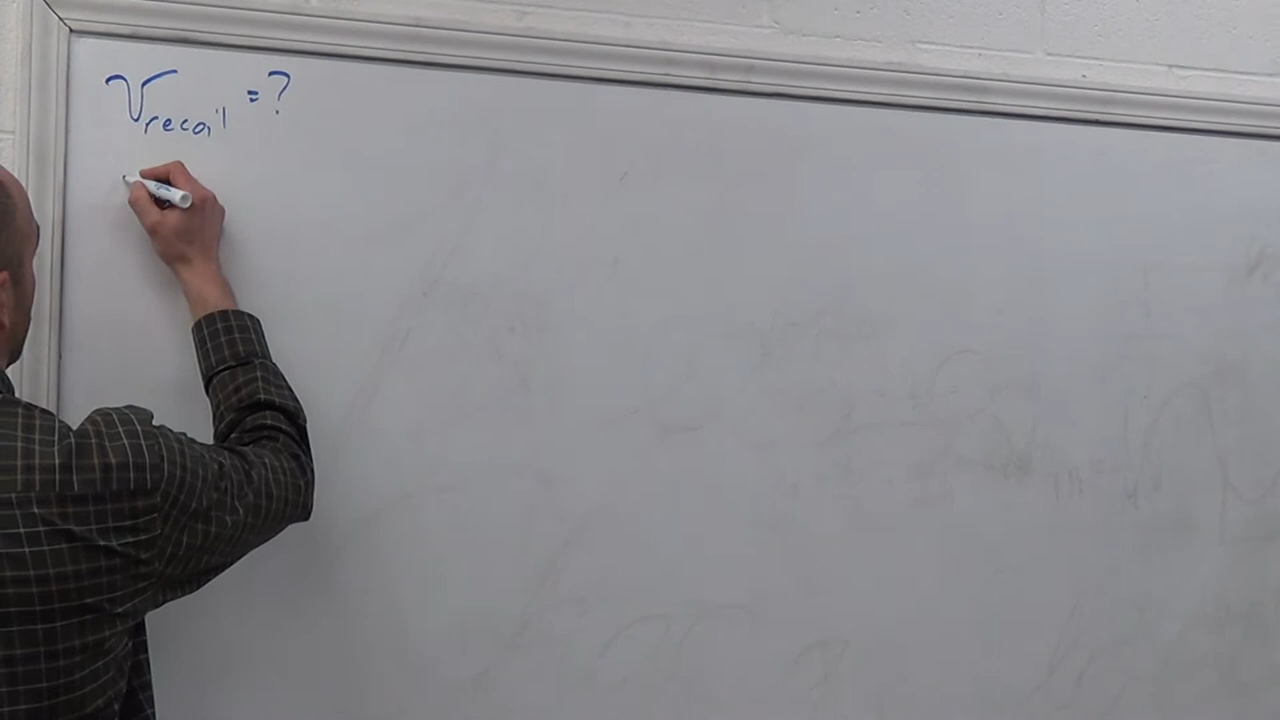 Vrecoil = ?